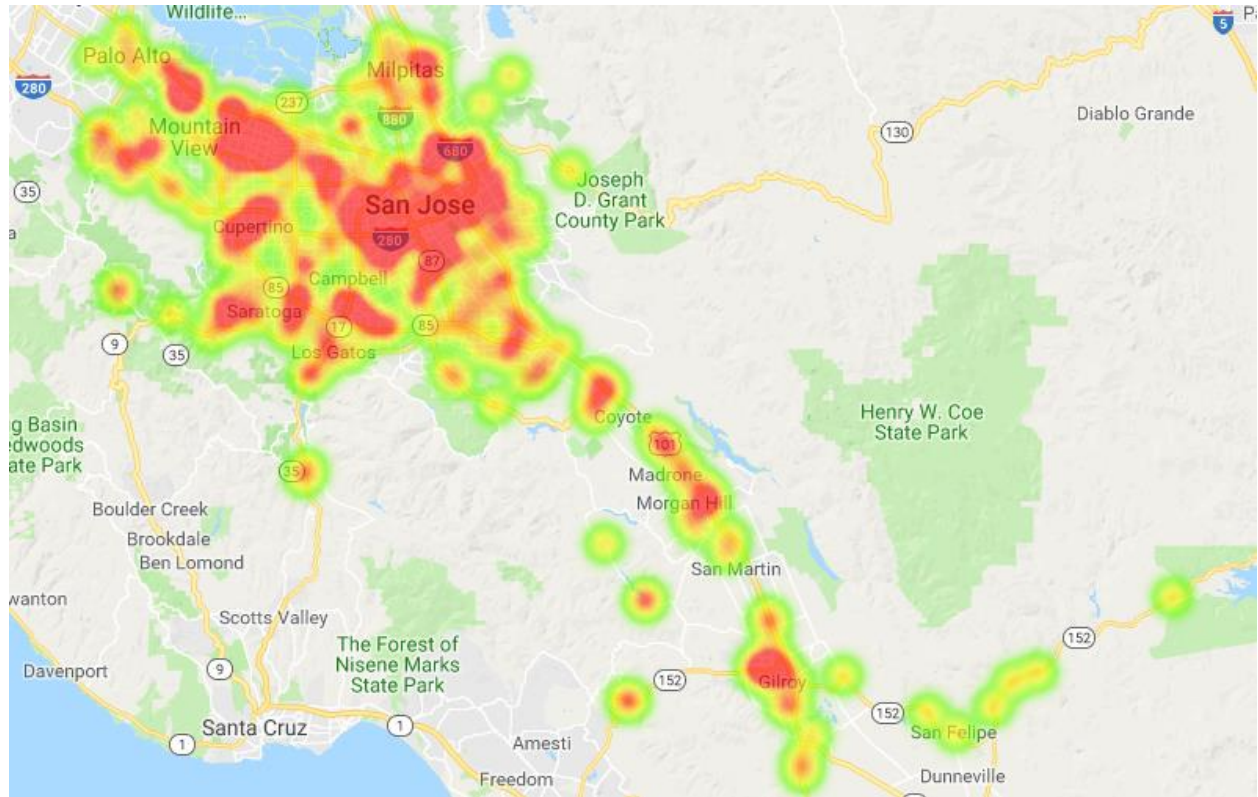 Wildlife...
5
Palo Alto
Milpitas
280
237
880
Diablo Grande
Mountain
View
130
680
35
Joseph
D. Grant
County Park
San Jose
Cupertino
280
87
Campbell
85
Saratoga
17
85
9
35
Los Gatos
Coyote
Henry W. Coe
State Park
g Basin
edwoods
tate Park
101
35
Madrone
Morgan Hill
Boulder Creek
Brookdale
Ben Lomond
San Martin
wanton
Scotts Valley
152
The Forest of
Nisene Marks
State Park
Davenport
9
152
Gilroy
152
San Felipe
Santa Cruz
1
1
Amesti
Freedom
Dunneville